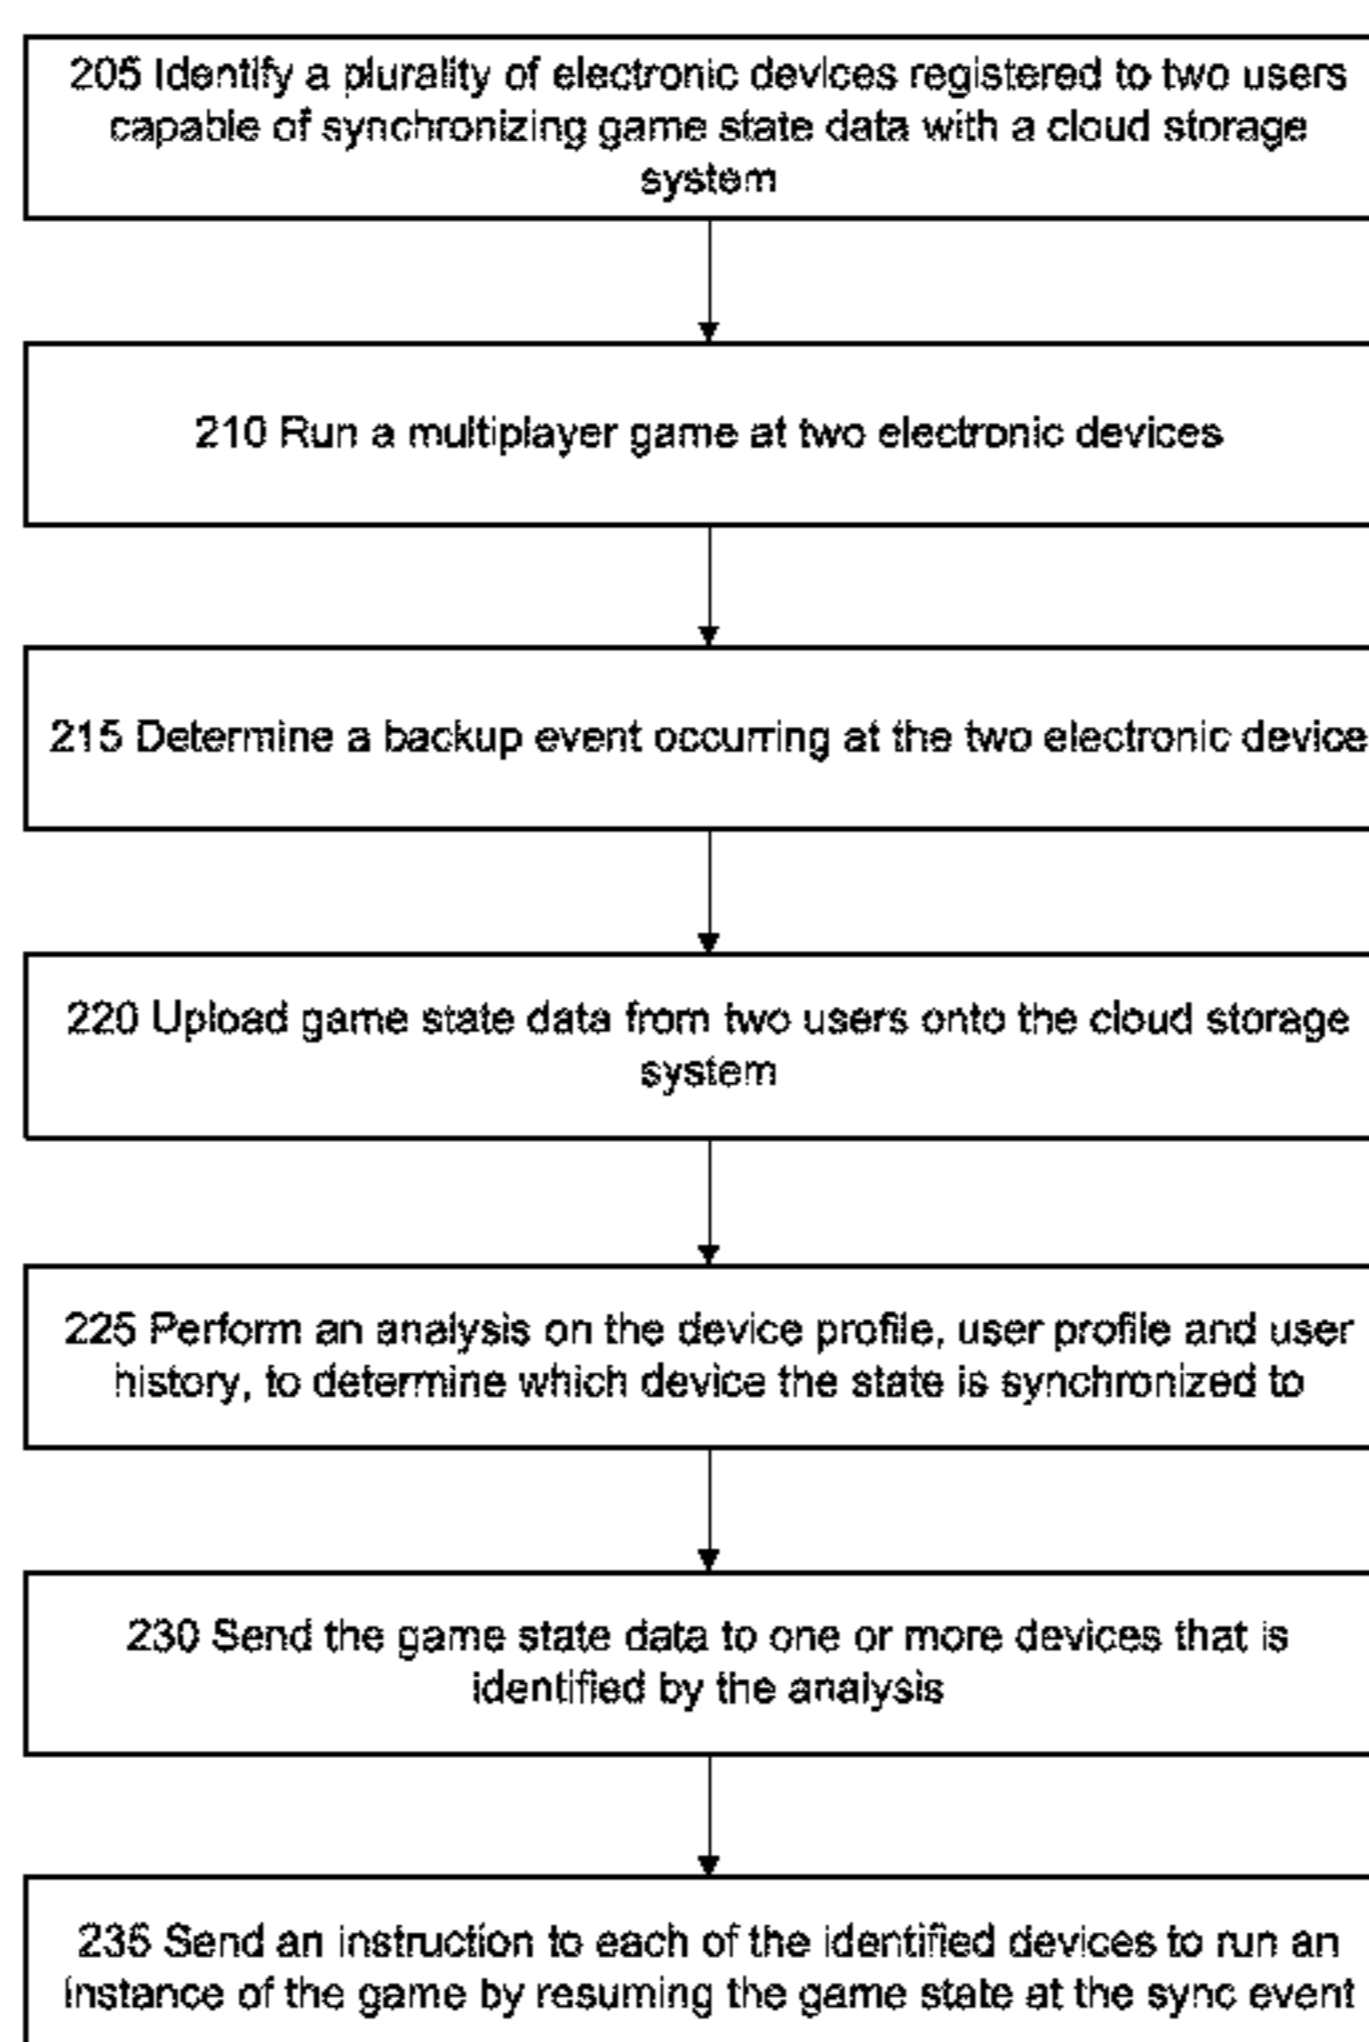 205 Identify a plurality of electronic devices registered to two users
capable of synchronizing game state data with a cloud storage
system
210 Run a multiplayer game at two electronic devices
215 Determine a backup event occurring at the two electronic device
220 Upload game state data from two users onto the cloud storage
system
225 Perform an analysis on the device profile, user profile and user
history, to determine which device the state is synchronized to
230 Send the game state data to one or more devices that is
identified by the analysis
235 Send an instruction to each of the identified devices to run an
instance of the game by resuming the game state at the sync event